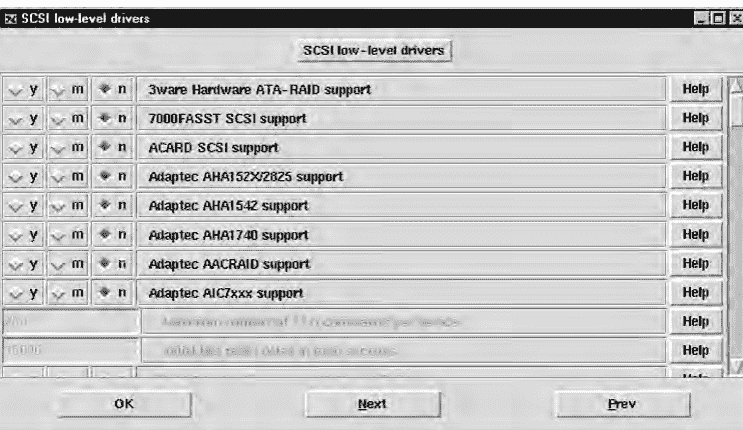 SCSI low-level drivers
SCSI low-level drivers
y m n 3ware Hardware ATA-RAID support Help
y m n 7000FASST SCSI support Help
y m n ACARD SCSI support Help
y m n Adaptec AHA152X/2825 support Help
y m n Adaptec AHA1542 support Help
y m n Adaptec AHA1740 support Help
y m n Adaptec AACRAID support Help
y m n Adaptec AIC7xxx support Help
Help
Help
OK Next Prev